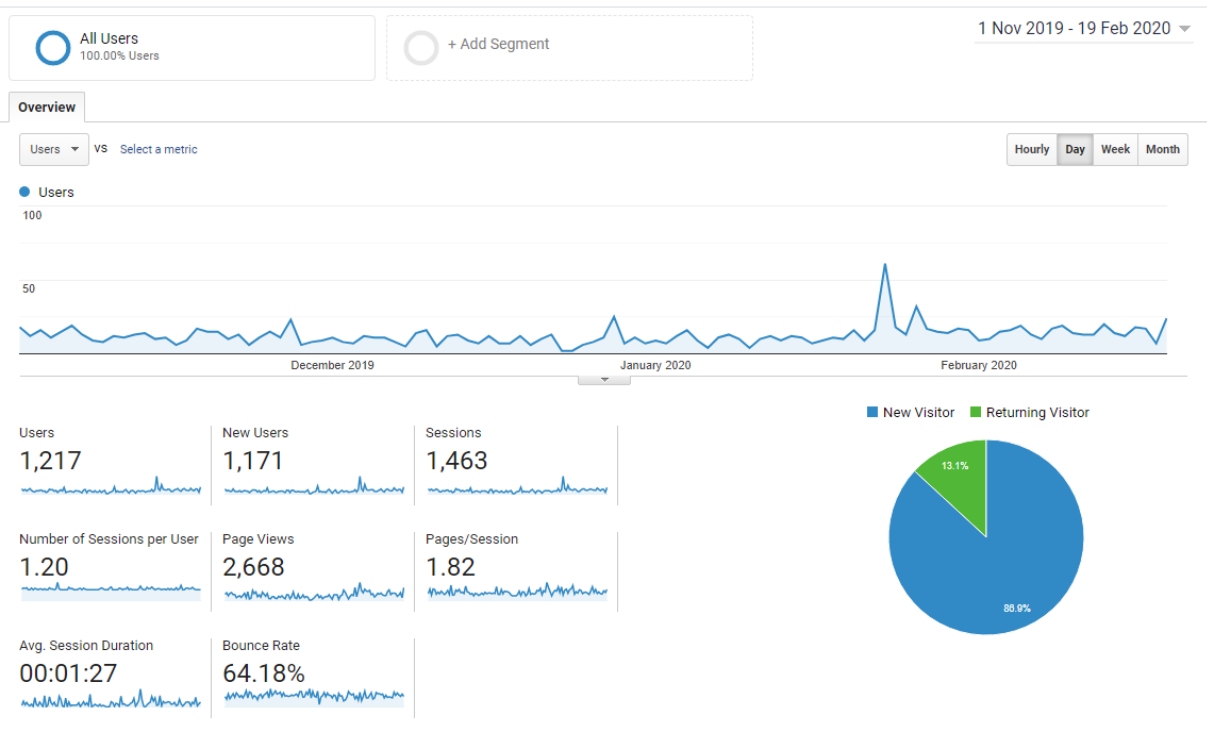 All Users
100.00% Users
+ Add Segment
1 Nov 2019 - 19 Feb 2020
Overview
Users VS Select a metric
Hourly Day Week Month
Users
100
50
December 2019 January 2020 February 2020
New Visitor Returning Visitor
Users New Users Sessions
1,217 1,171 1,463
Number of Sessions per User Page Views Pages/Session
1.20 2,668 1.82
Avg. Session Duration Bounce Rate
00:01:27 64.18%
13.1%
86.9%